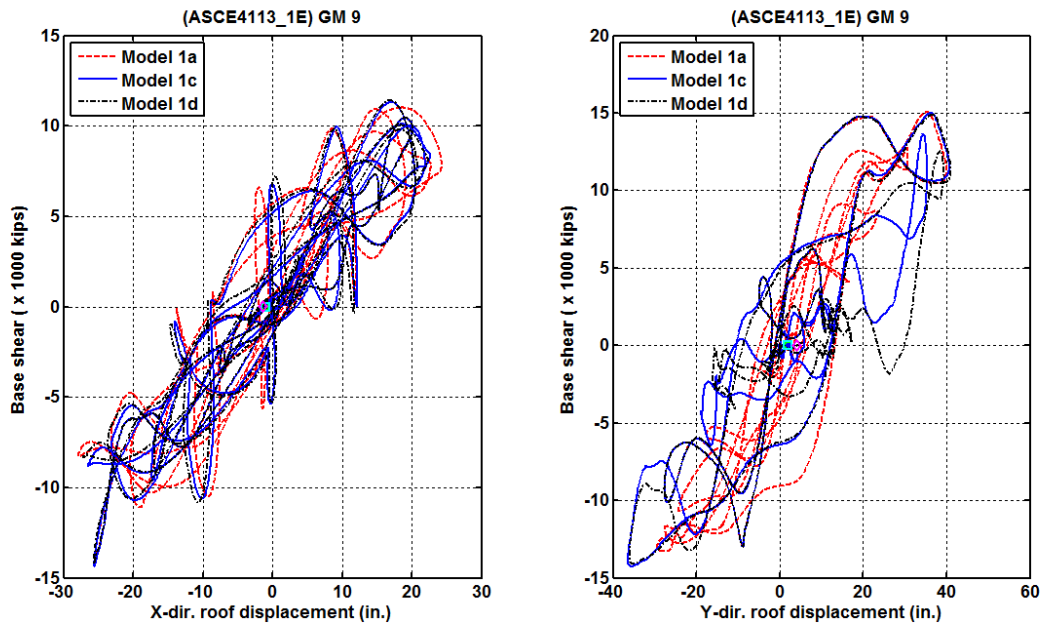 (ASCE4113_1E) GM 9
15
10
5
0
-5
-10
-15
-30
-20
-10
0
10
20
30
Base shear ( x 1000 kips)
X-dir. roof displacement (in.)
Model 1a
Model 1c
Model 1d
(ASCE4113_1E) GM 9
20
15
10
5
0
-5
-10
-15
-40
-20
0
20
40
60
Base shear ( x 1000 kips)
Y-dir. roof displacement (in.)
Model 1a
Model 1c
Model 1d